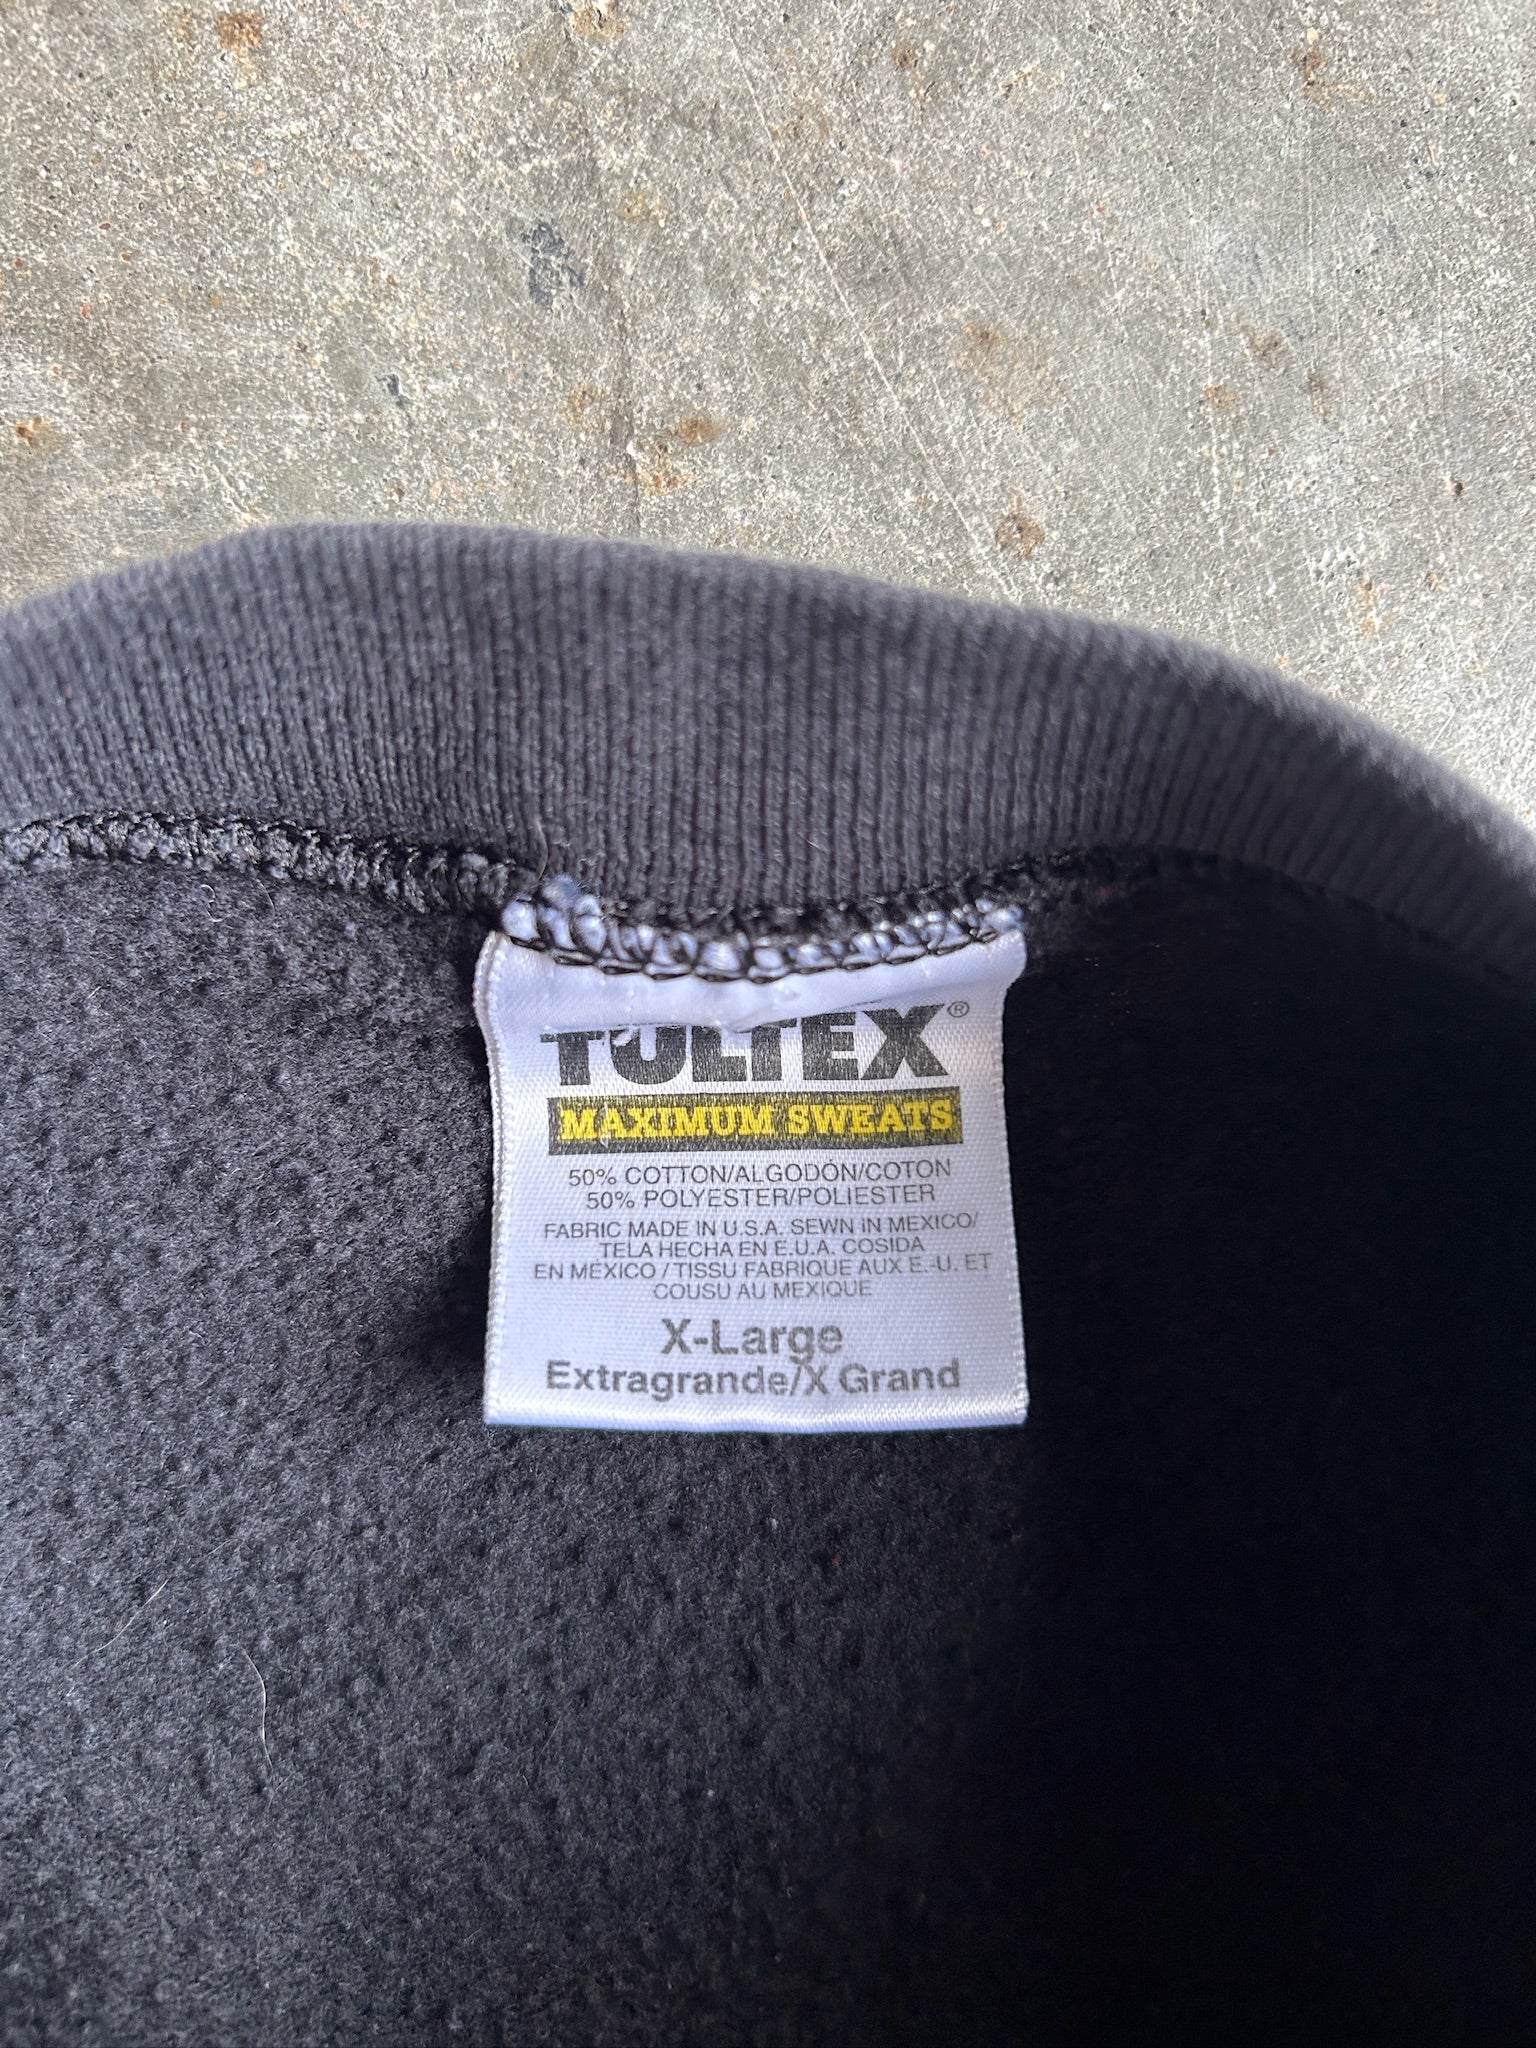 TULTEX®
MAXIMUM SWEATS
50% COTTON/ALGODÓN/COTON
50% POLYESTER/POLIESTER
FABRIC MADE IN U.S.A. SEWN IN MEXICO/
TELA HECHA EN E.U.A. COSIDA
EN MÉXICO / TISSU FABRIQUE AUX E.-U. ET
COUSU AU MEXIQUE
X-Large
Extragrande/X Grand